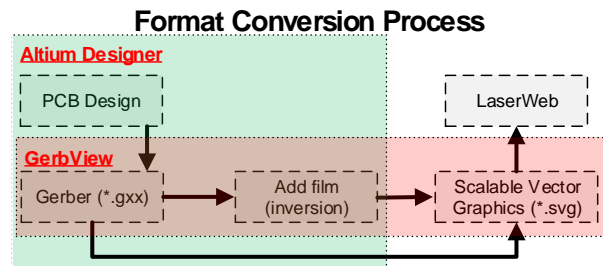 Format Conversion Process
Altium Designer
PCB Design
LaserWeb
GerbView
Gerber (*.gxx)
Add film
(inversion)
Scalable Vector
Graphics (*.svg)